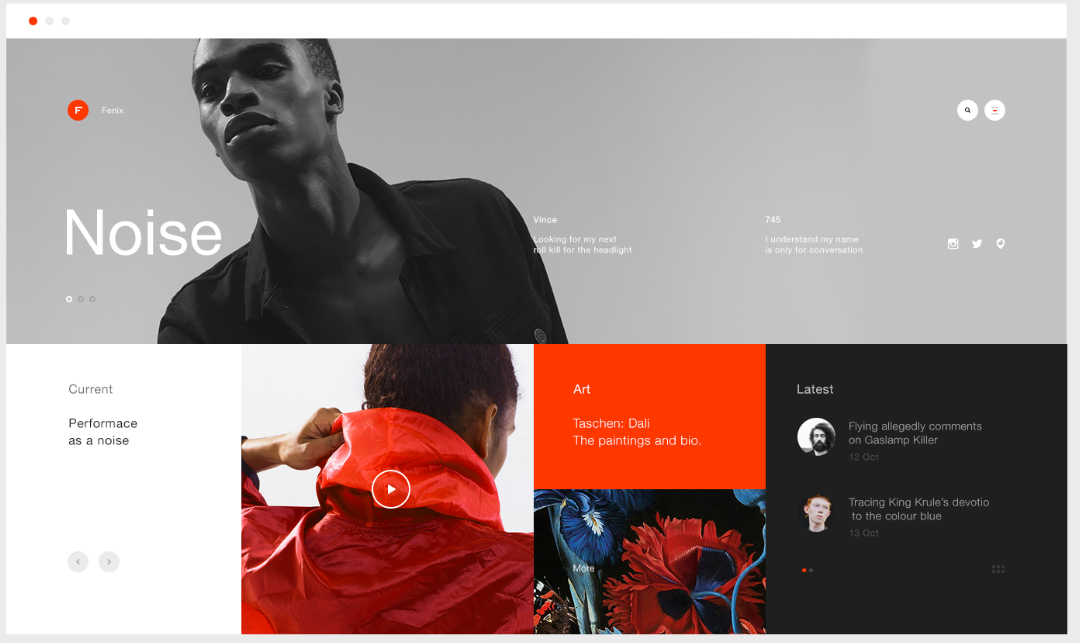 F
Fenix
Noise
Vince
Looking for my next
roll kill for the headlight
745
I understand my name
is only for conversation
Current
Performace
as a noise
Art
Taschen: Dali
The paintings and bio.
More
Latest
Flying allegedly comments
on Gaslamp Killer
12 Oct
Tracing King Krule's devotio
to the colour blue
13 Oct